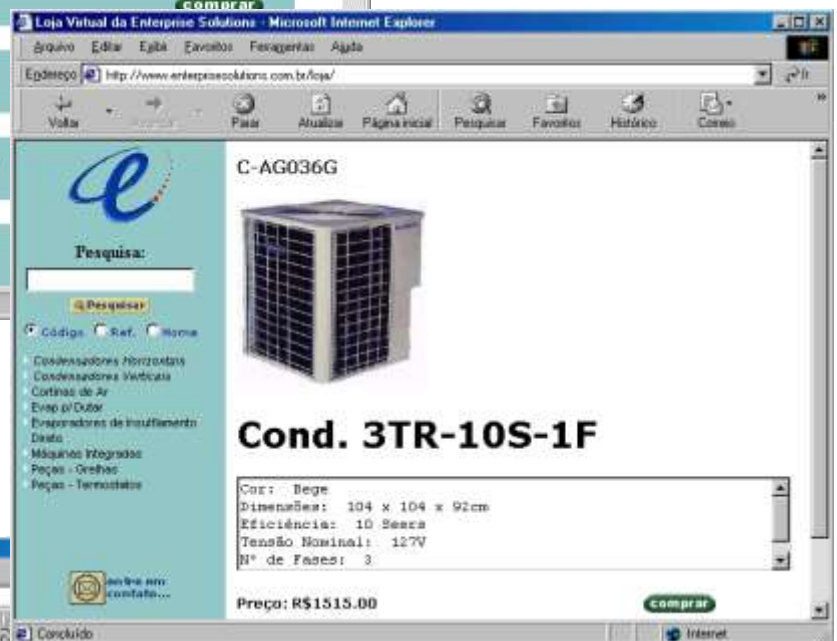 comprar
Loja Virtual da Enterprise Solutions - Microsoft Internet Explorer
Arquivo Editar Exibir Favoritos Ferramentas Ajuda
Endereço http://www.enterprisesolutions.com.br/loja/ Ir
Voltar Avançar Parar Atualizar Página inicial Pesquisar Favoritos Histórico Correio
C-AG036G
Pesquisa:
Pesquisar
Código Ref. Nome
Condensadores Horizontais
Condensadores Verticais
Cortinas de Ar
Evap p/Dutar
Evaporadores de Insuflamento
Direto
Máquinas Integradas
Peças - Grelhas
Peças - Termostatos
entre em
contato...
Cond. 3TR-10S-1F
Cor: Bege
Dimensões: 104 x 104 x 92cm
Eficiência: 10 Seers
Tensão Nominal: 127V
Nº de Fases: 3
Preço: R$1515.00 comprar
Concluído Internet